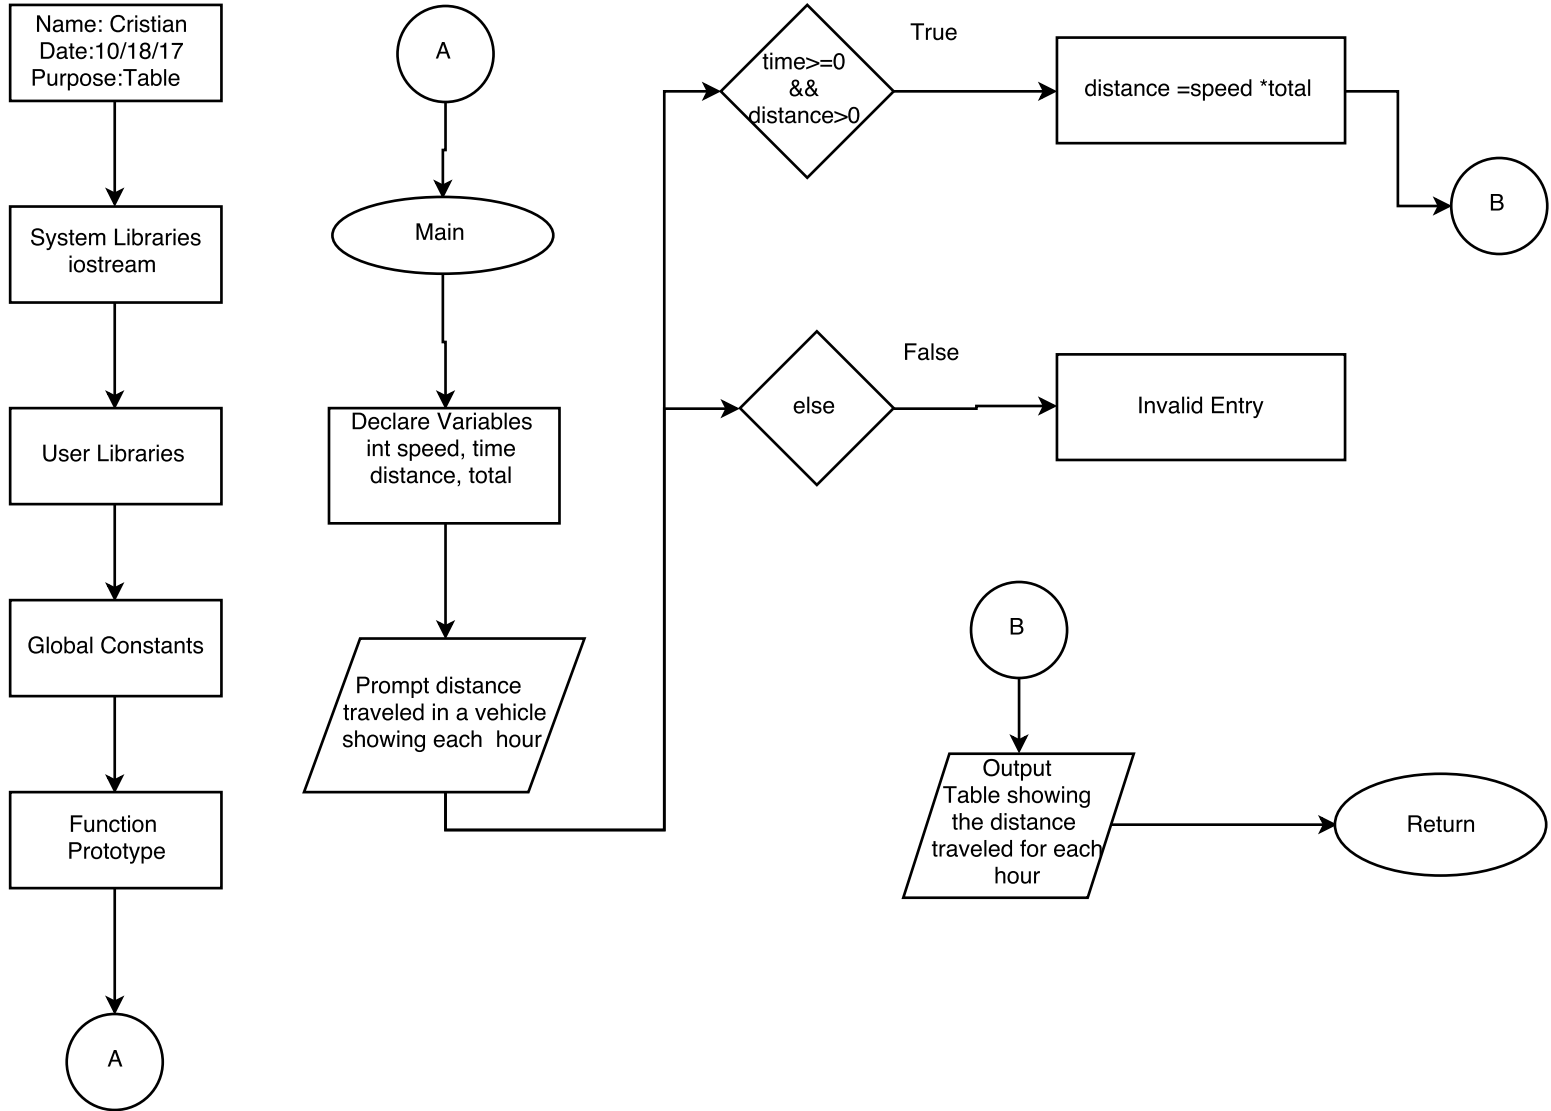 Name: Cristian
Date:10/18/17
Purpose:Table
System Libraries
iostream
User Libraries
Global Constants
Function
Prototype
A
A
Main
Declare Variables
int speed, time
distance, total
Prompt distance
traveled in a vehicle
showing each  hour
time>=0
&&
distance>0
True
distance =speed *total
B
else
False
Invalid Entry
B
Output
Table showing
the distance
traveled for each
hour
Return